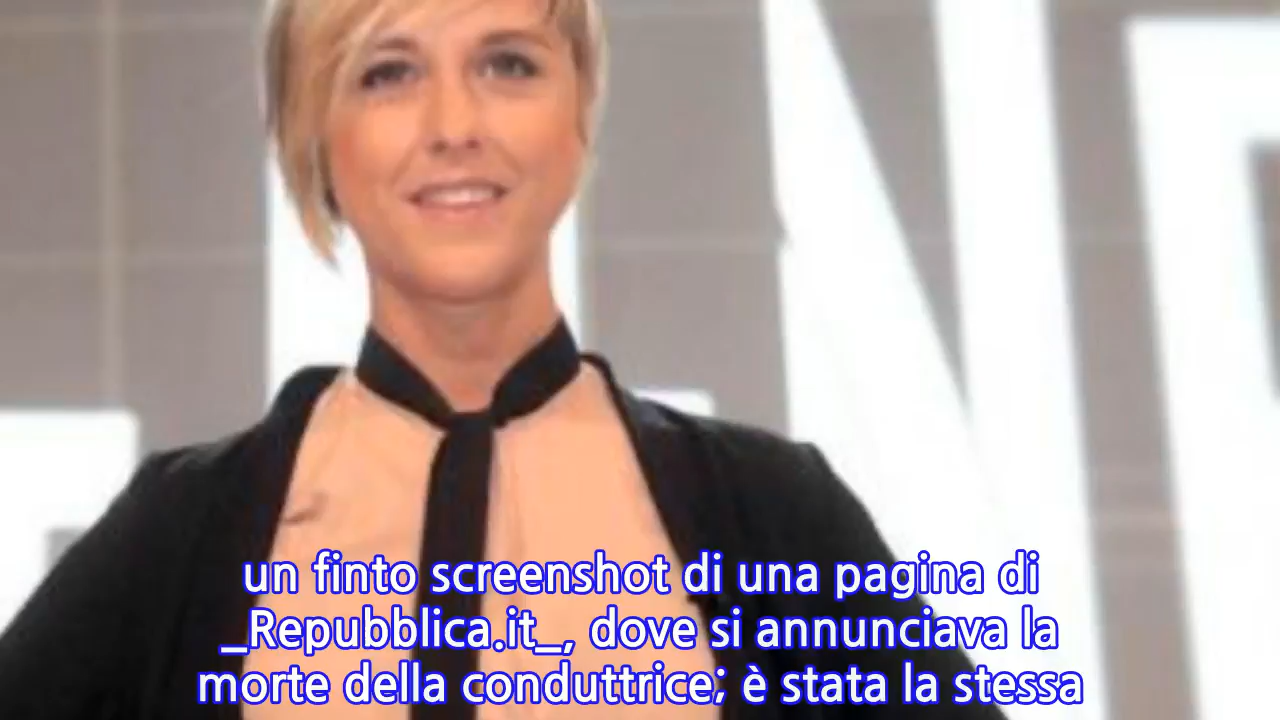 un finto screenshot di una pagina di
_Repubblica.it_, dove si annunciava la
morte della conduttrice; è stata la stessa